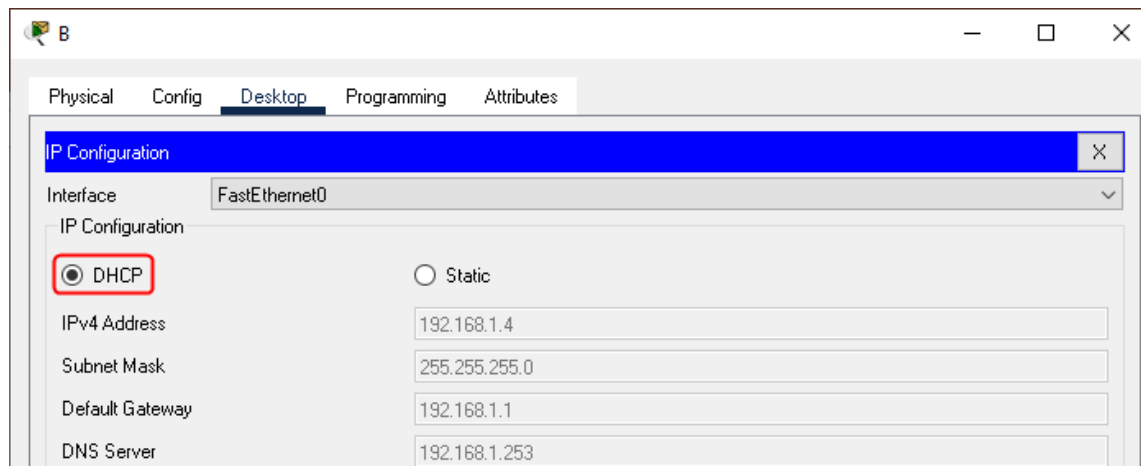 B
Physical Config Desktop Programming Attributes
IP Configuration X
Interface FastEthernet0
IP Configuration
DHCP Static
IPv4 Address 192.168.1.4
Subnet Mask 255.255.255.0
Default Gateway 192.168.1.1
DNS Server 192.168.1.253